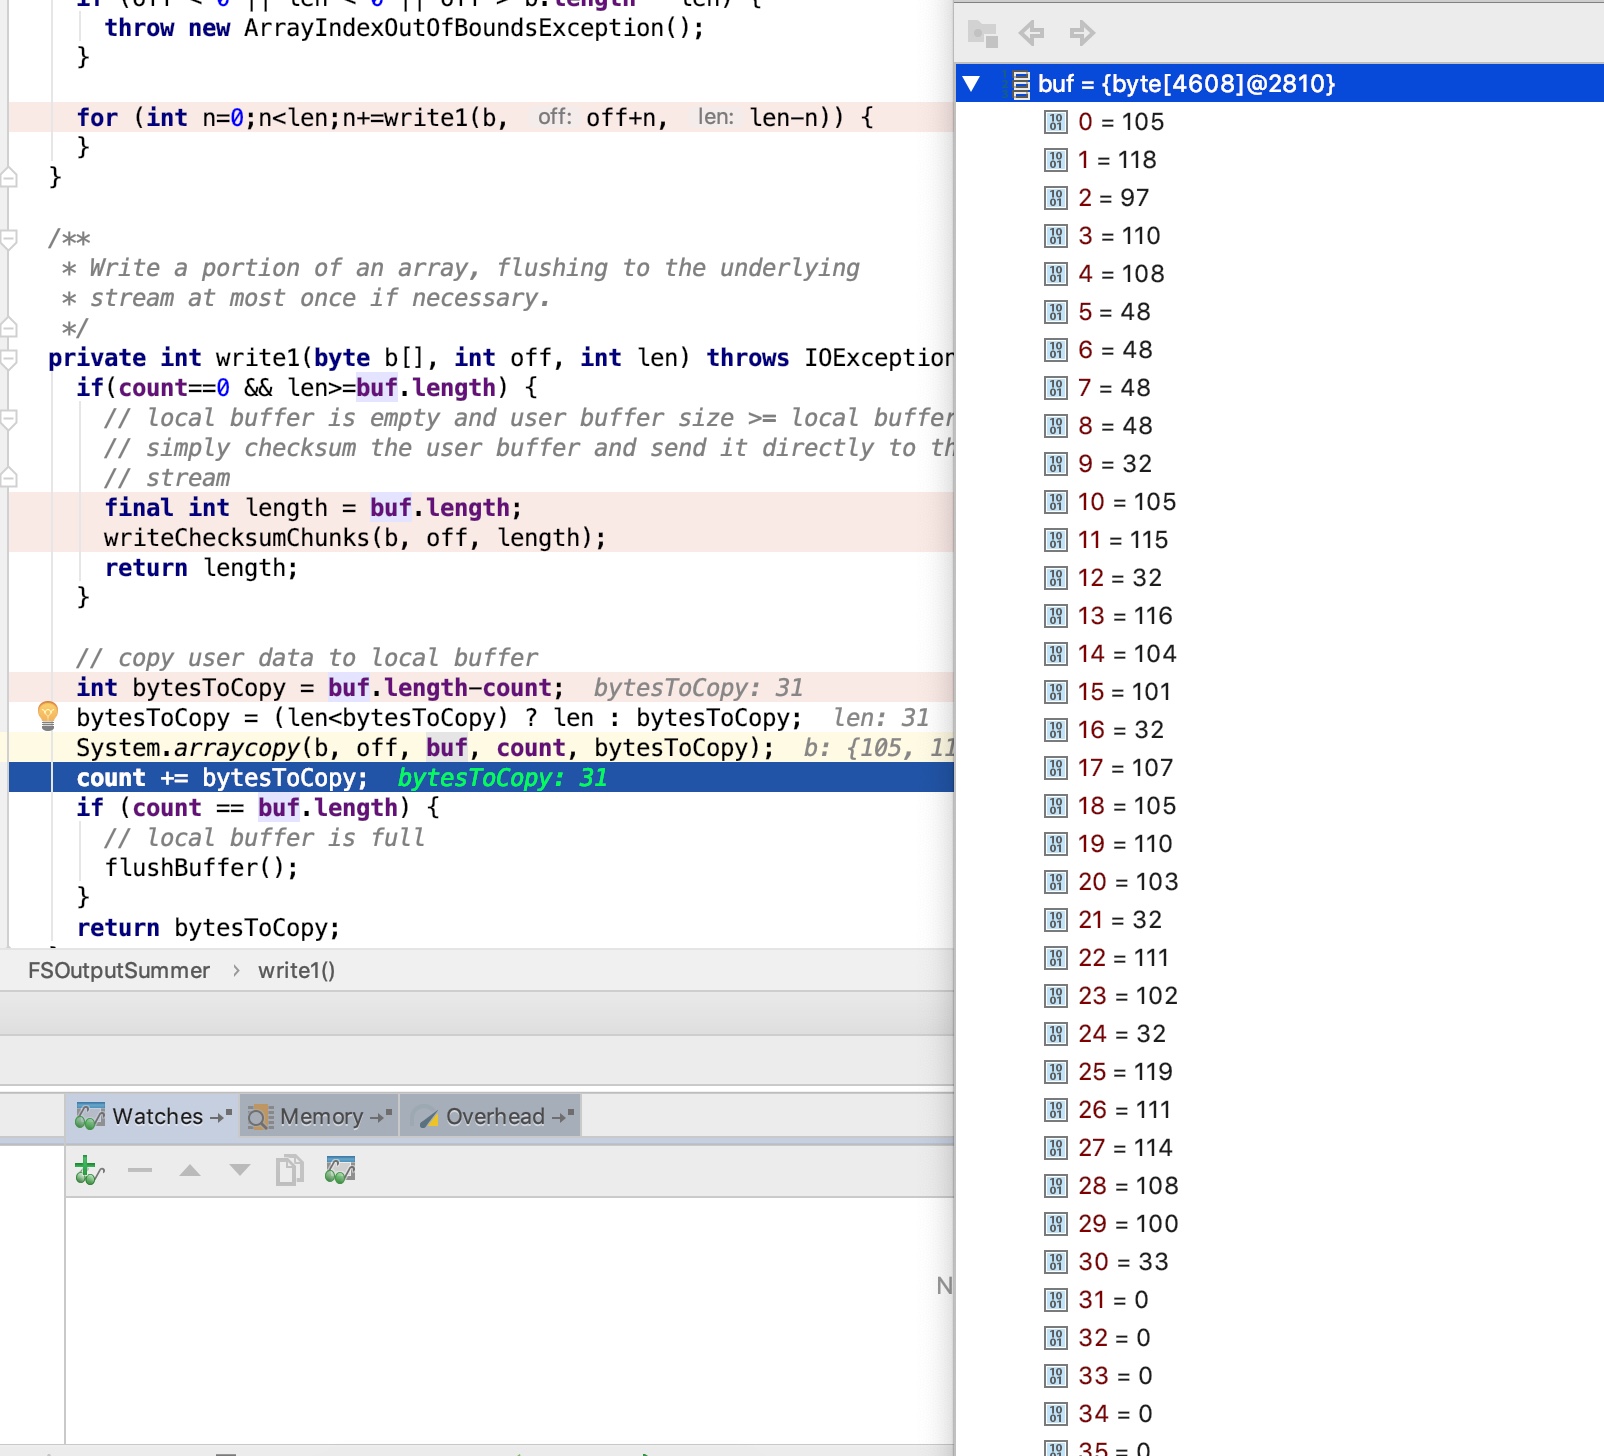 if (off < 0 || len < 0 || off > b.length - len) {
throw new ArrayIndexOutOfBoundsException();
}
for (int n=0;n<len;n+=write1(b, off: off+n, len: len-n)) {
}
}
/**
* Write a portion of an array, flushing to the underlying
* stream at most once if necessary.
*/
private int write1(byte b[], int off, int len) throws IOException
if(count==0 && len>=buf.length) {
// local buffer is empty and user buffer size >= local buffer
// simply checksum the user buffer and send it directly to th
// stream
final int length = buf.length;
writeChecksumChunks(b, off, length);
return length;
}
// copy user data to local buffer
int bytesToCopy = buf.length-count; bytesToCopy: 31
bytesToCopy = (len<bytesToCopy) ? len : bytesToCopy; len: 31
System.arraycopy(b, off, buf, count, bytesToCopy); b: {105, 11
count += bytesToCopy; bytesToCopy: 31
if (count == buf.length) {
// local buffer is full
flushBuffer();
}
return bytesToCopy;
FSOutputSummer › write1()
Watches
Memory
Overhead
N
buf = {byte[4608]@2810}
0 = 105
1 = 118
2 = 97
3 = 110
4 = 108
5 = 48
6 = 48
7 = 48
8 = 48
9 = 32
10 = 105
11 = 115
12 = 32
13 = 116
14 = 104
15 = 101
16 = 32
17 = 107
18 = 105
19 = 110
20 = 103
21 = 32
22 = 111
23 = 102
24 = 32
25 = 119
26 = 111
27 = 114
28 = 108
29 = 100
30 = 33
31 = 0
32 = 0
33 = 0
34 = 0
35 = 0